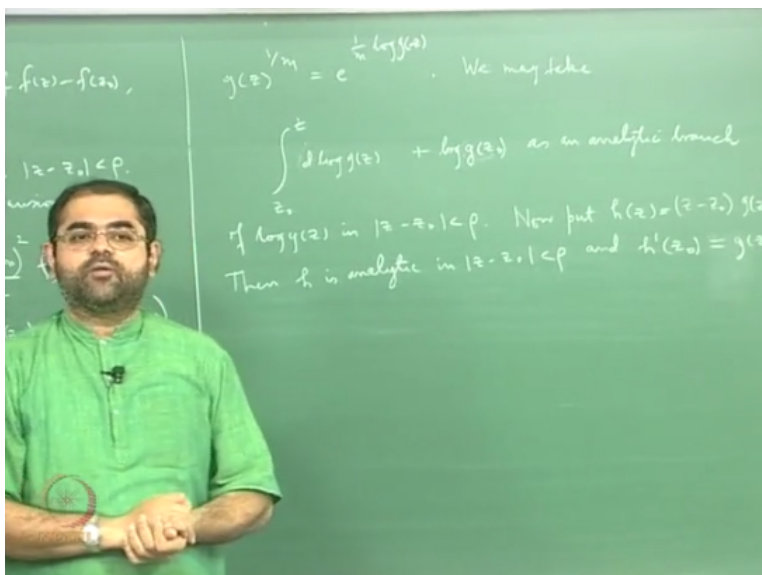 f(z) - f(z₀),
|z - z₀| < ρ.
g(z)^{1/m} = e^{\frac{1}{m} log g(z)}. We may take
∫_{z₀}^{z} d log g(z) + log g(z₀) as an analytic branch
of log g(z) in |z - z₀| < ρ. Now put h(z) = (z - z₀) g(z
Then h is analytic in |z - z₀| < ρ and h'(z₀) = g(z